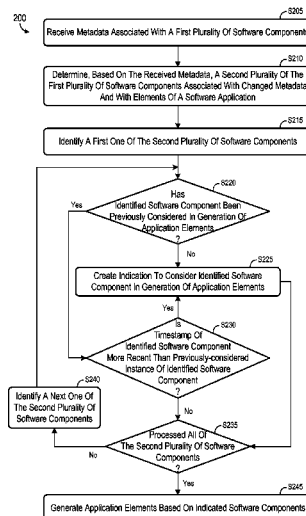 200
S205
Receive Metadata Associated With A First Plurality Of Software Components
S210
Determine, Based On The Received Metadata, A Second Plurality Of The
First Plurality Of Software Components Associated With Changed Metadata
And With Elements Of A Software Application
S215
Identify A First One Of The Second Plurality Of Software Components
S220
Has
Identified Software Component Been
Previously Considered In Generation Of
Application Elements
?
Yes
No
S225
Create Indication To Consider Identified Software
Component In Generation Of Application Elements
Yes
S230
Is
Timestamp Of
Identified Software Component
More Recent Than Previously-considered
Instance Of Identified Software
Component
?
No
S240
Identify A Next One Of
The Second Plurality Of
Software Components
S235
Processed All Of
The Second Plurality Of Software
Components
?
No
Yes
S245
Generate Application Elements Based On Indicated Software Components